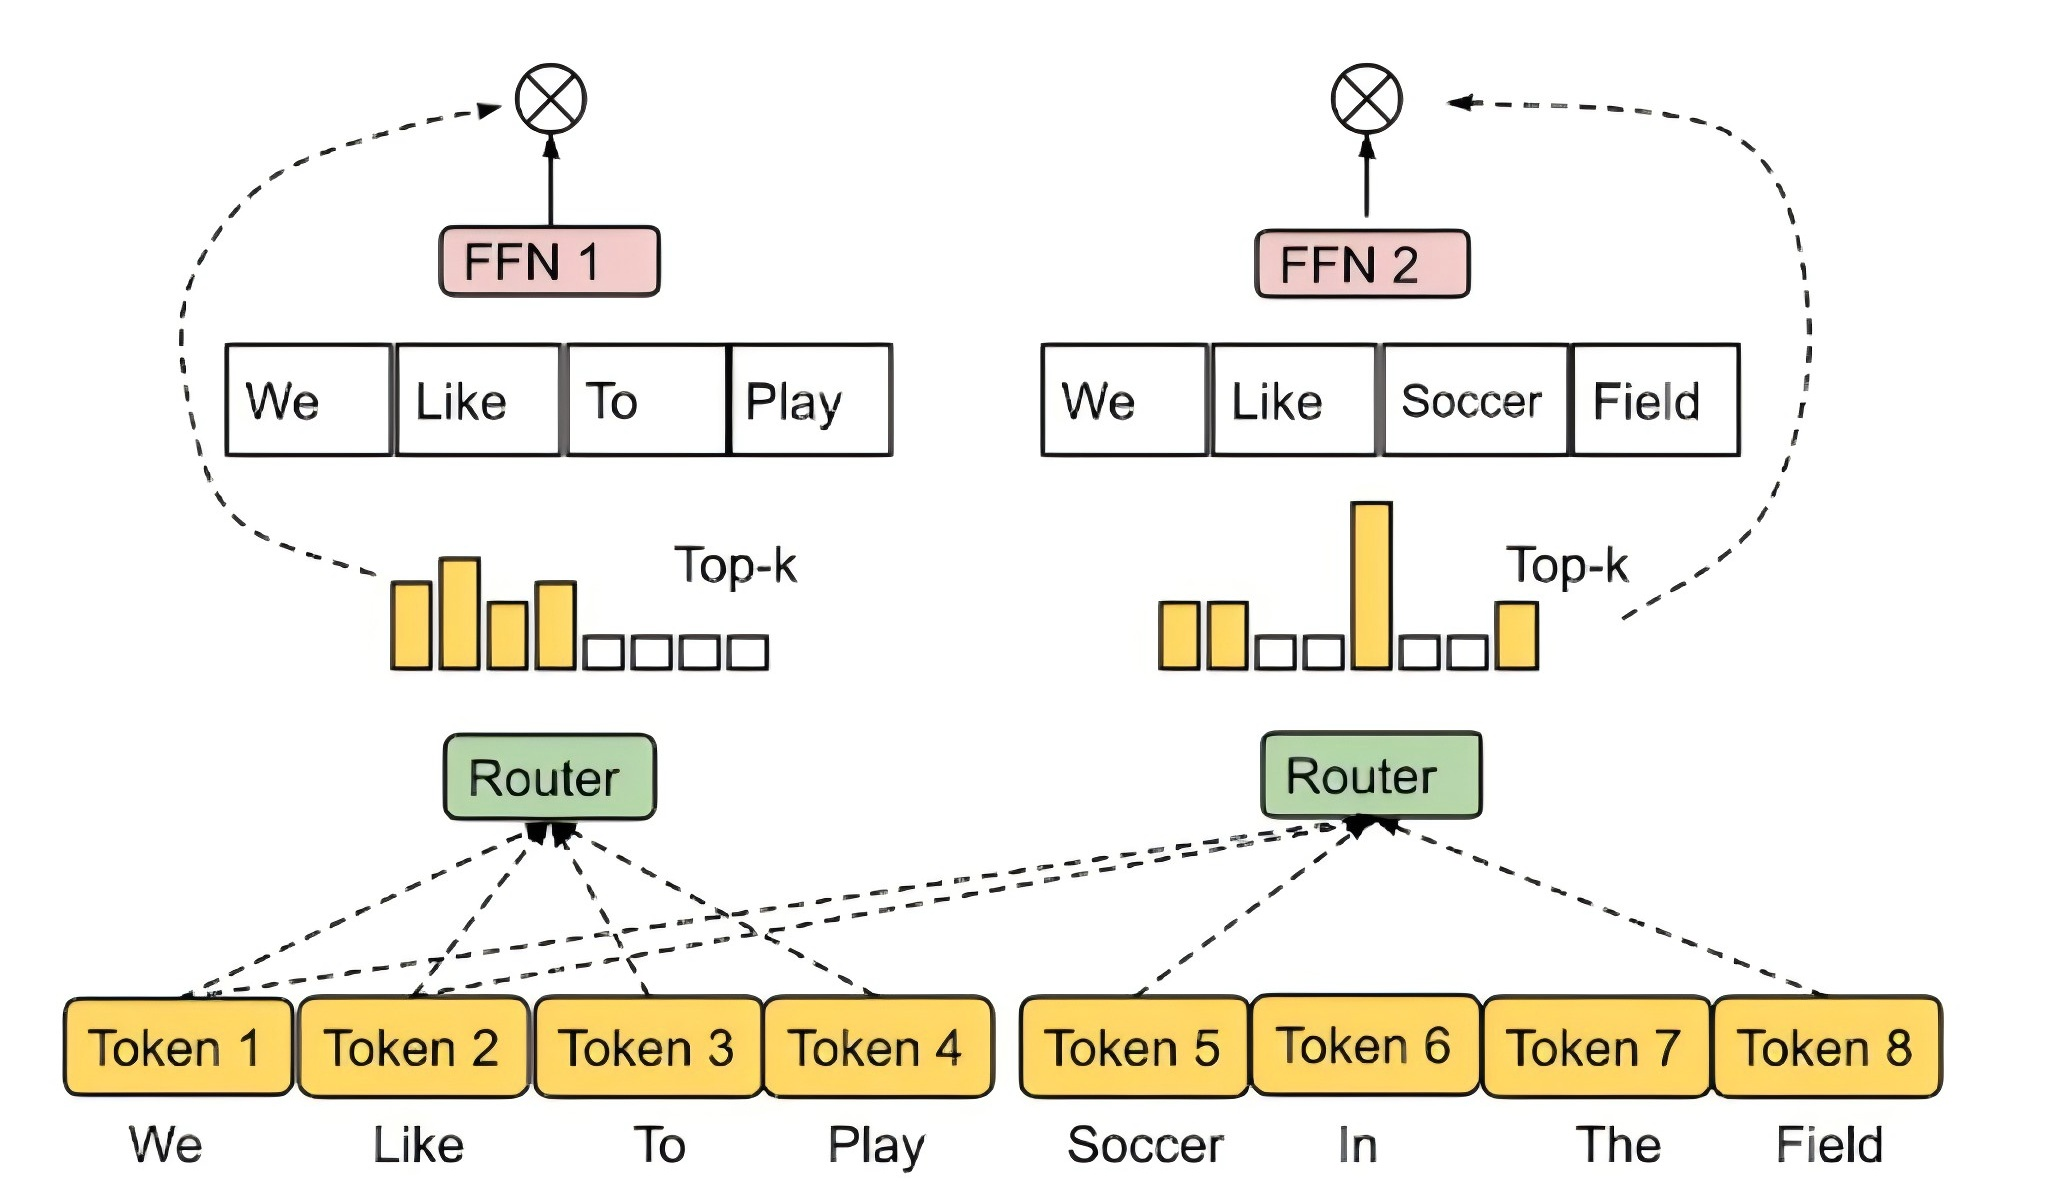 FFN 1 FFN 2
We Like To Play We Like Soccer Field
Top-k Top-k
Router Router
Token 1 Token 2 Token 3 Token 4 Token 5 Token 6 Token 7 Token 8
We Like To Play Soccer In The Field